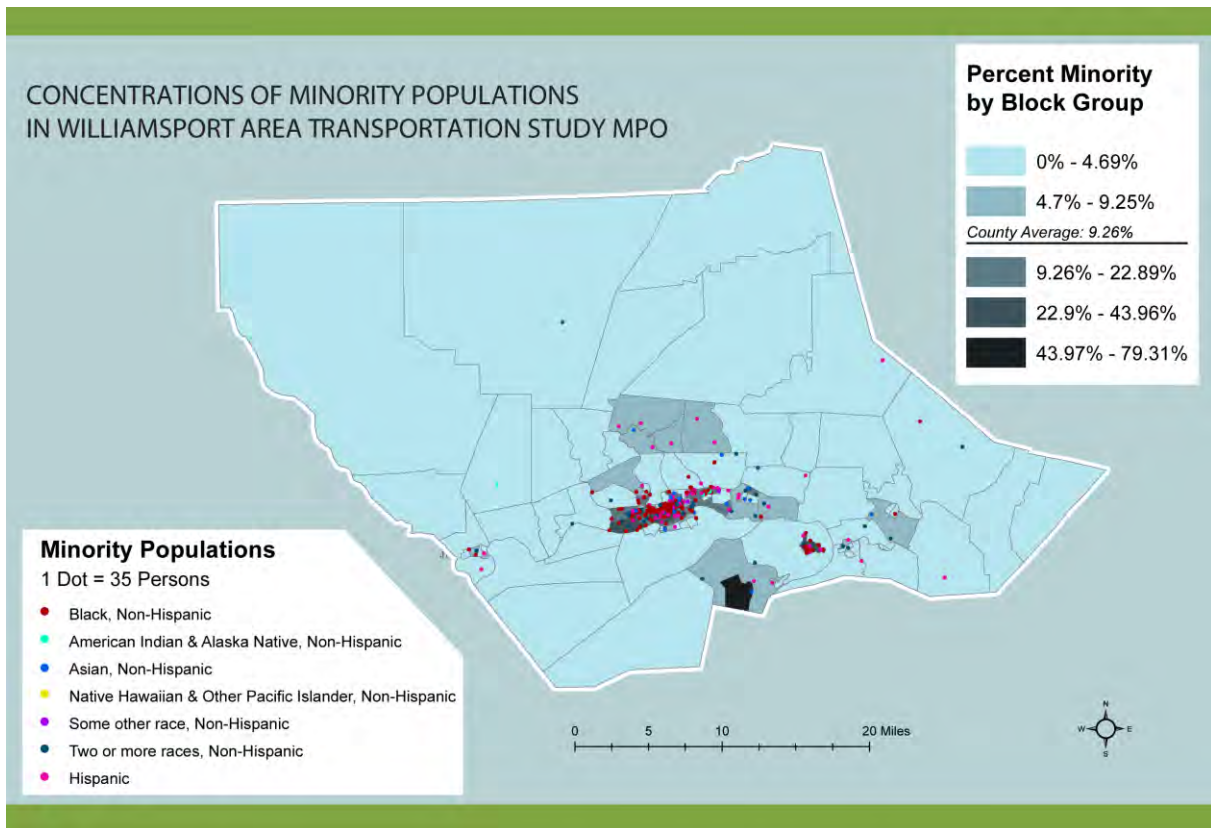 CONCENTRATIONS OF MINORITY POPULATIONS
IN WILLIAMSPORT AREA TRANSPORTATION STUDY MPO
Percent Minority
by Block Group
0% - 4.69%
4.7% - 9.25%
County Average: 9.26%
9.26% - 22.89%
22.9% - 43.96%
43.97% - 79.31%
Minority Populations
1 Dot = 35 Persons
Black, Non-Hispanic
American Indian & Alaska Native, Non-Hispanic
Asian, Non-Hispanic
Native Hawaiian & Other Pacific Islander, Non-Hispanic
Some other race, Non-Hispanic
Two or more races, Non-Hispanic
Hispanic
0 5 10 20 Miles
N
W E
S